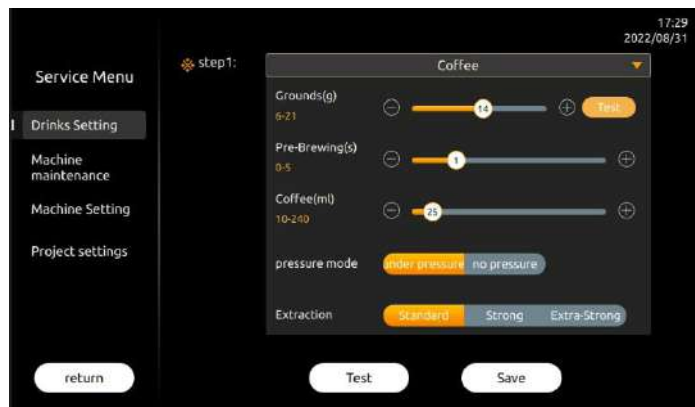 17:29
2022/08/31
Service Menu
Drinks Setting
Machine
maintenance
Machine Setting
Project settings
return
step1:
Coffee
Grounds(g)
6-21
14
Test
Pre-Brewing(s)
0-5
1
Coffee(ml)
10-240
25
pressure mode
under pressure no pressure
Extraction
Standard Strong Extra-Strong
Test
Save